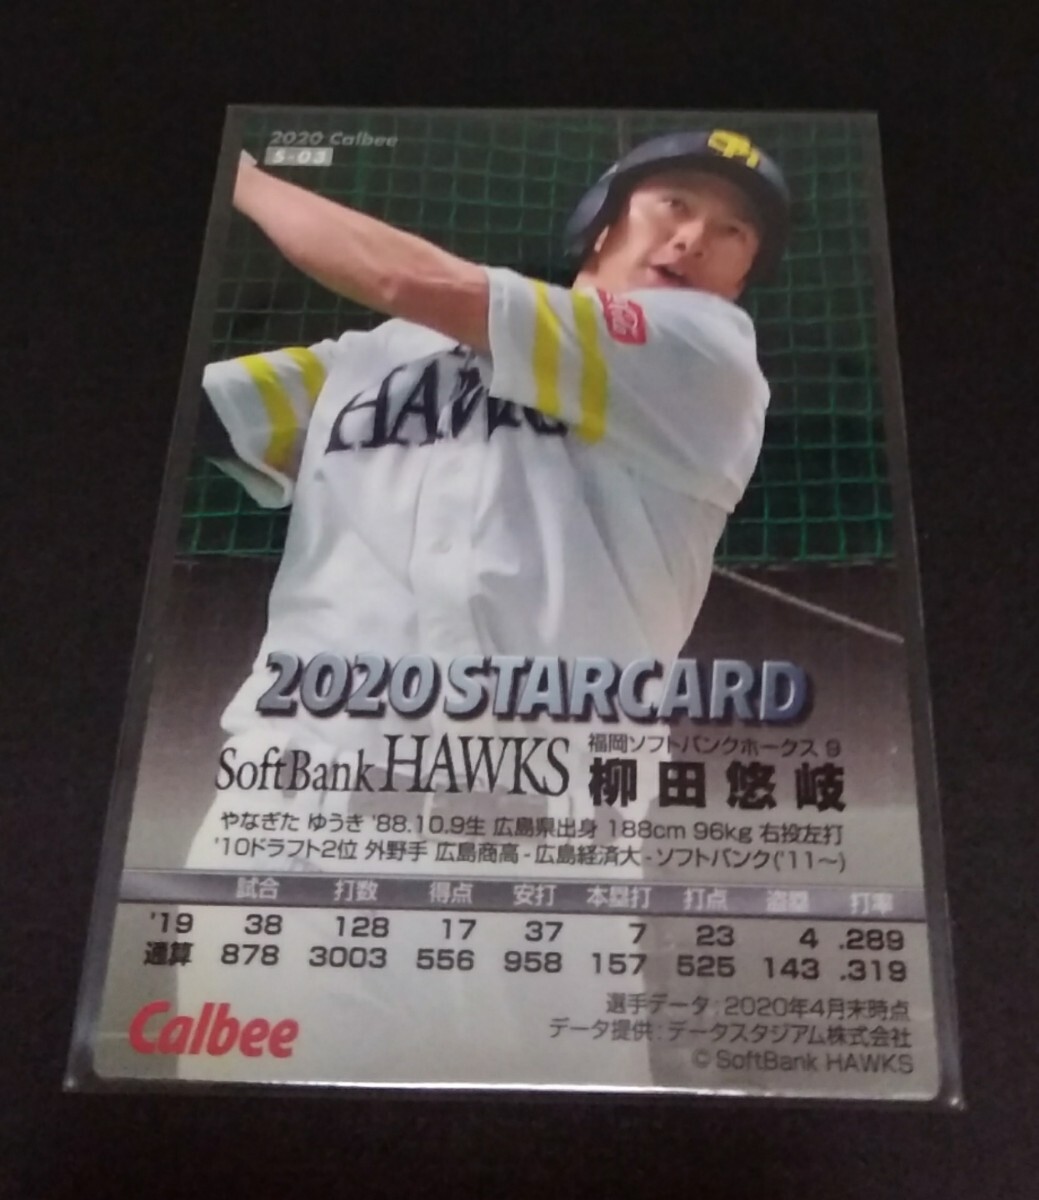 2020 Calbee
S-03
HAWKS
2020 STARCARD
SoftBank HAWKS
福岡ソフトバンクホークス 9
柳田悠岐
やなぎた ゆうき '88.10.9生 広島県出身 188cm 96kg 右投左打
'10ドラフト2位 外野手 広島商高-広島経済大-ソフトバンク('11～)
試合 打数 得点 安打 本塁打 打点 盗塁 打率
'19 38 128 17 37 7 23 4 .289
通算 878 3003 556 958 157 525 143 .319
Calbee
選手データ:2020年4月末時点
データ提供:データスタジアム株式会社
© SoftBank HAWKS